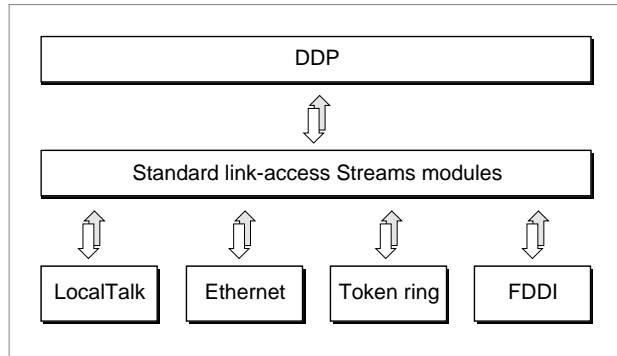 DDP
Standard link-access Streams modules
LocalTalk
Ethernet
Token ring
FDDI